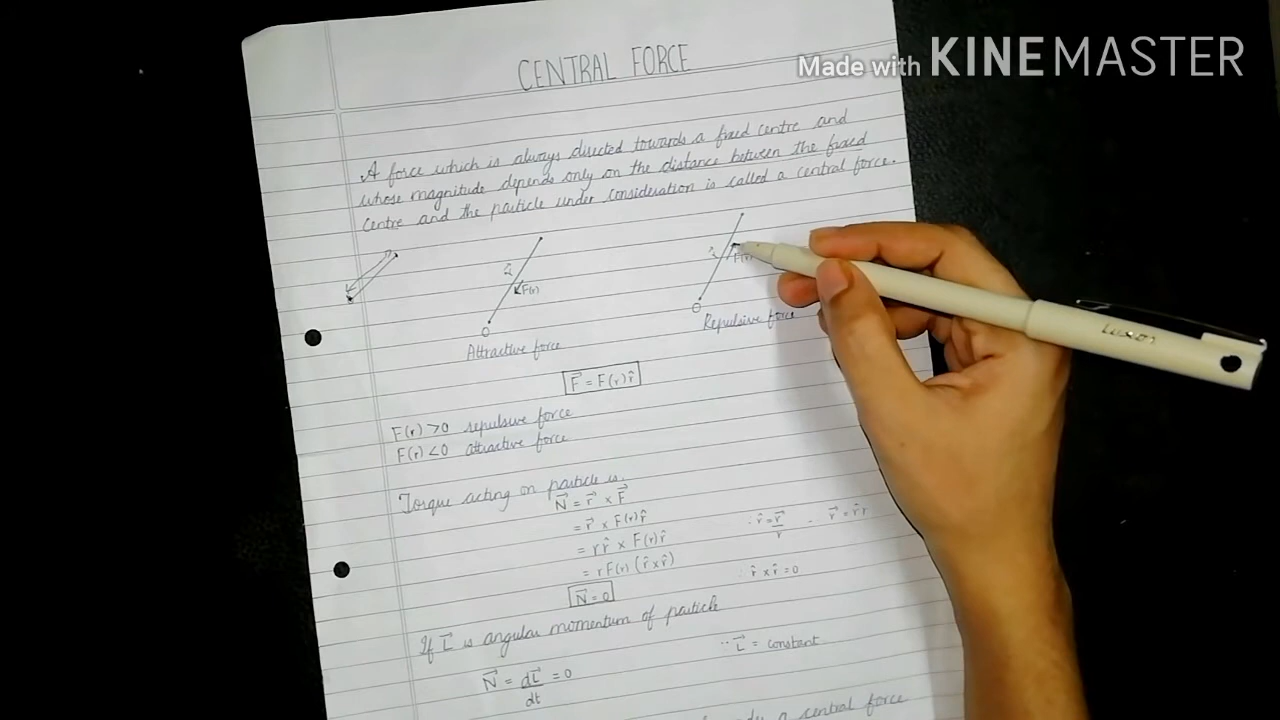 CENTRAL FORCE
Made with KINEMASTER
A force which is always directed towards a fixed centre and
whose magnitude depends only on the distance between the fixed
centre and the particle under consideration is called a central force.
r̂ F(r) O
Attractive force
r̂ F(r) O
Repulsive force
Luxor
F⃗ = F(r) r̂
F(r) > 0 repulsive force
F(r) < 0 attractive force
Torque acting on particle is,
N⃗ = r⃗ × F⃗
= r⃗ × F(r) r̂
= r r̂ × F(r) r̂ ∵ r̂ = r⃗/r ∴ r⃗ = r̂ r
= r F(r) (r̂ × r̂) ∵ r̂ × r̂ = 0
N⃗ = 0
If L⃗ is angular momentum of particle
N⃗ = dL⃗/dt = 0 ∵ L⃗ = constant
a central force